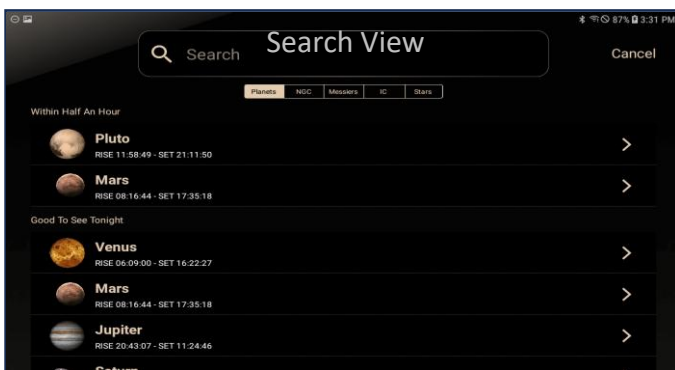 87% 3:31 PM
Search View
Search
Cancel
Planets NGC Messiers IC Stars
Within Half An Hour
Pluto
RISE 11:58:49 - SET 21:11:50
Mars
RISE 08:16:44 - SET 17:35:18
Good To See Tonight
Venus
RISE 06:09:00 - SET 16:22:27
Mars
RISE 08:16:44 - SET 17:35:18
Jupiter
RISE 20:43:07 - SET 11:24:46
Saturn